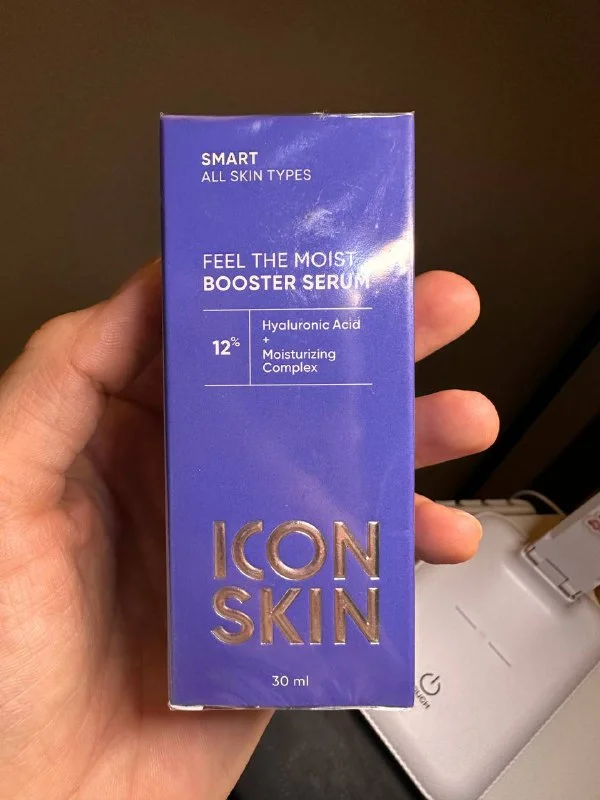 SMART
ALL SKIN TYPES
FEEL THE MOIST
BOOSTER SERUM
12%
Hyaluronic Acid
+
Moisturizing
Complex
ICON
SKIN
30 ml